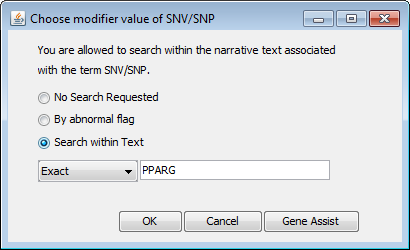 Choose modifier value of SNV/SNP
You are allowed to search within the narrative text associated
with the term SNV/SNP.
No Search Requested
By abnormal flag
Search within Text
Exact PPARG
OK Cancel Gene Assist